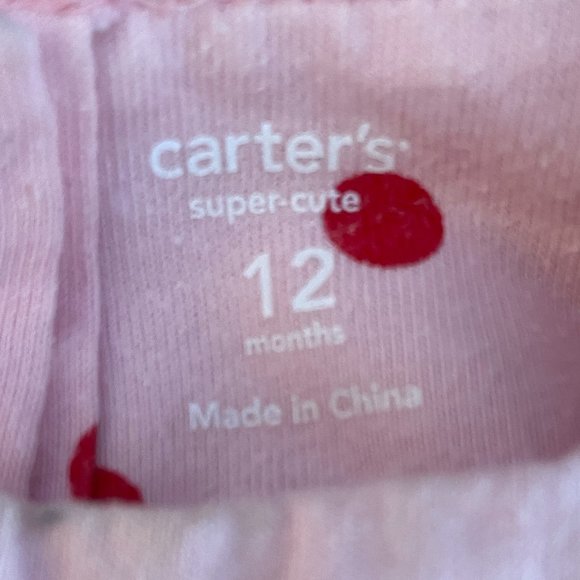 carter's
super-cute
12
months
Made in China